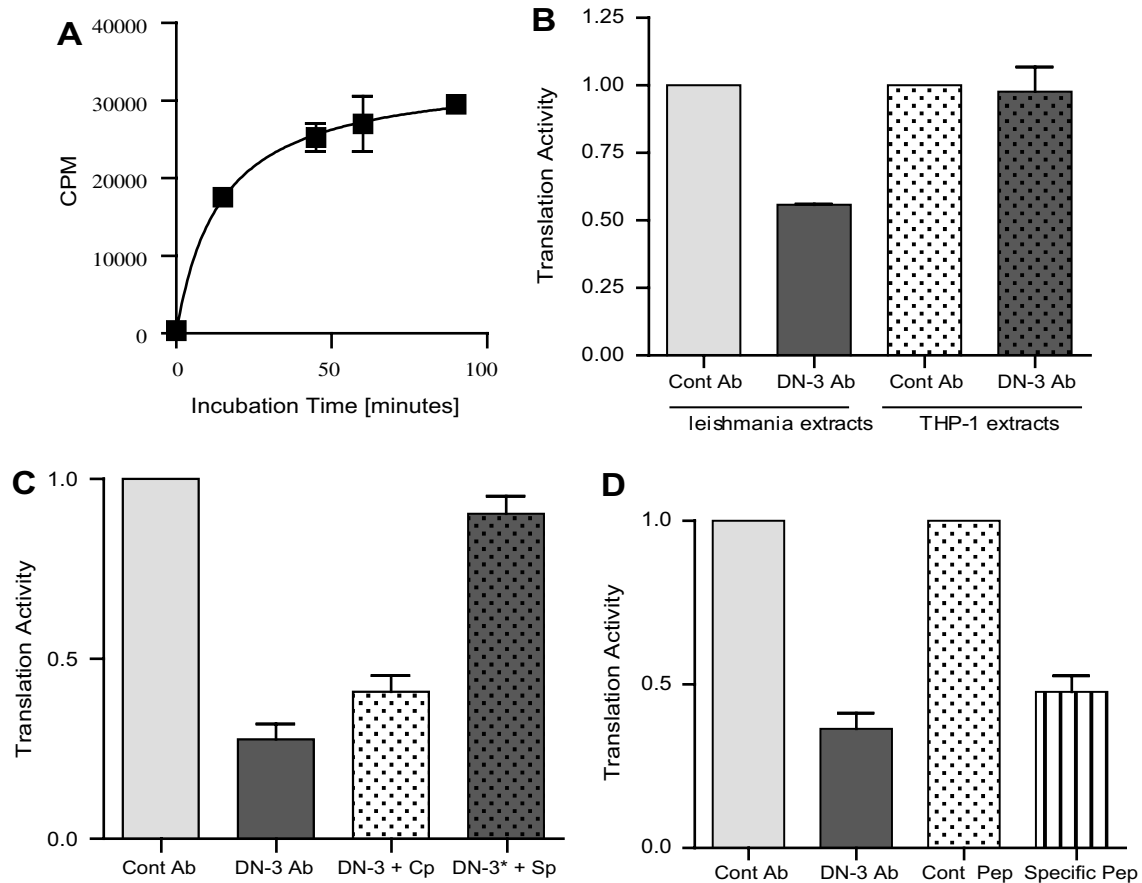 A
CPM
40000
30000
20000
10000
0
0 50 100
Incubation Time [minutes]
B
Translation Activity
1.25
1.00
0.75
0.50
0.25
0.00
Cont Ab DN-3 Ab Cont Ab DN-3 Ab
leishmania extracts THP-1 extracts
C
Translation Activity
1.0
0.5
0.0
Cont Ab DN-3 Ab DN-3 + Cp DN-3* + Sp
D
Translation Activity
1.0
0.5
0.0
Cont Ab DN-3 Ab Cont Pep Specific Pep